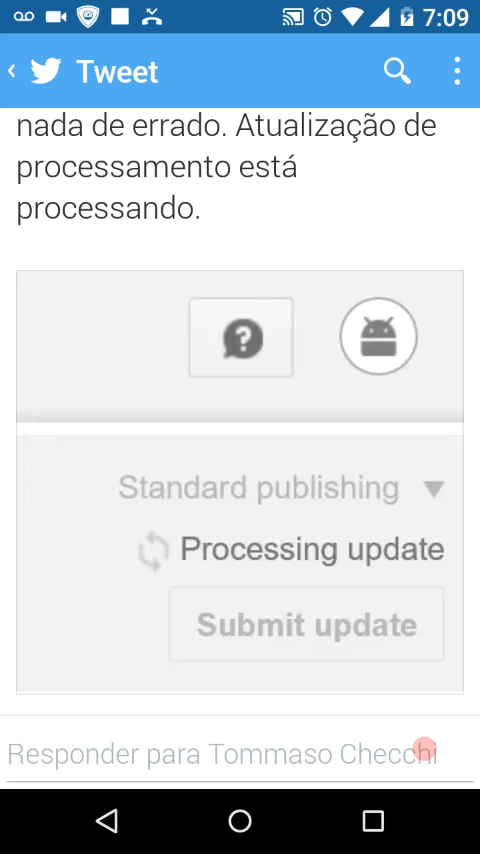 7:09
Tweet
nada de errado. Atualização de
processamento está
processando.
?
Standard publishing
Processing update
Submit update
Responder para Tommaso Checchi